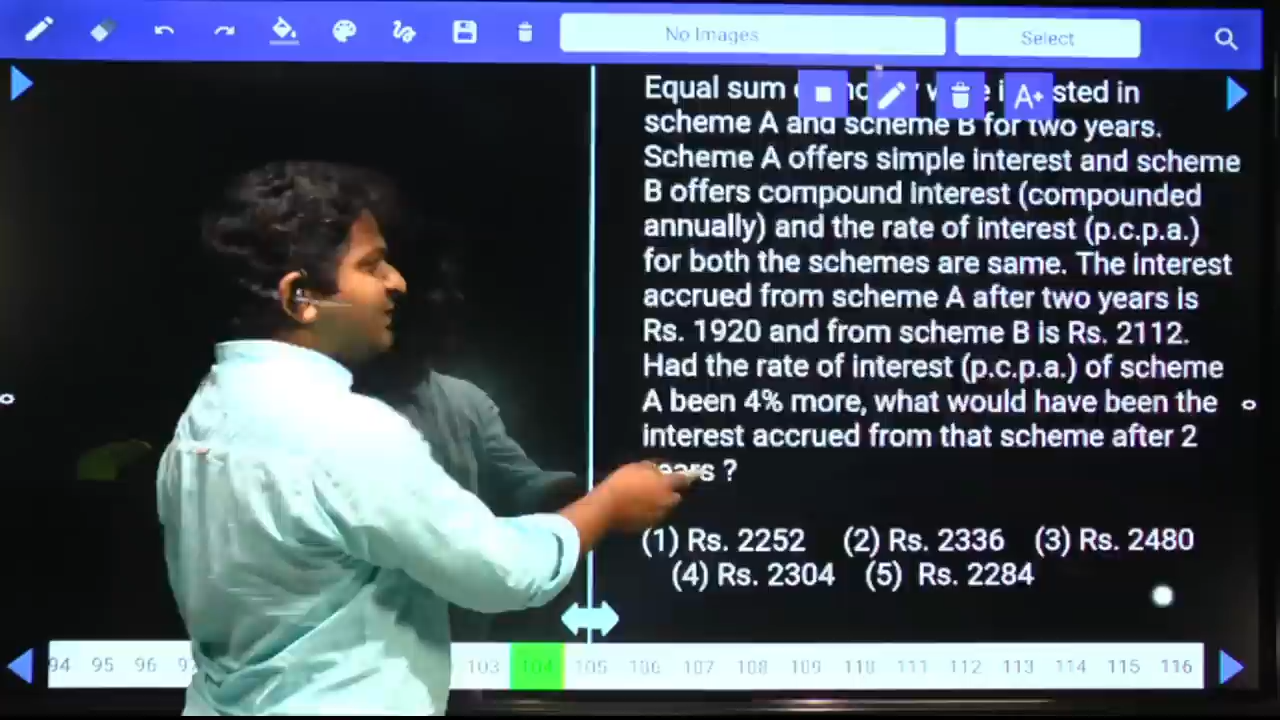 No Images
Select
A+
Equal sum sted in
scheme A and scheme B for two years.
Scheme A offers simple interest and scheme
B offers compound interest (compounded
annually) and the rate of interest (p.c.p.a.)
for both the schemes are same. The interest
accrued from scheme A after two years is
Rs. 1920 and from scheme B is Rs. 2112.
Had the rate of interest (p.c.p.a.) of scheme
A been 4% more, what would have been the
interest accrued from that scheme after 2
?
(1) Rs. 2252 (2) Rs. 2336 (3) Rs. 2480
(4) Rs. 2304 (5) Rs. 2284
94 95 96 103 104 105 106 107 108 109 110 111 112 113 114 115 116